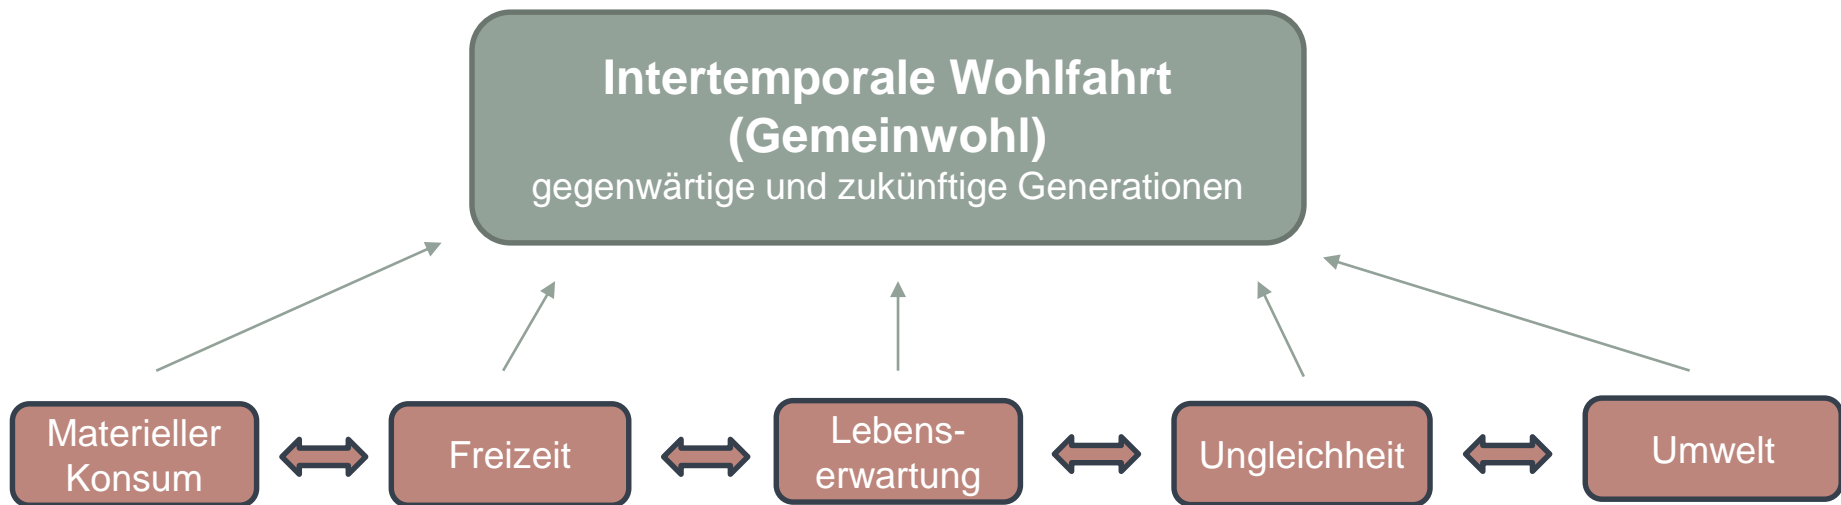 Intertemporale Wohlfahrt
(Gemeinwohl)
gegenwärtige und zukünftige Generationen
Materieller
Konsum
Freizeit
Lebens-
erwartung
Ungleichheit
Umwelt